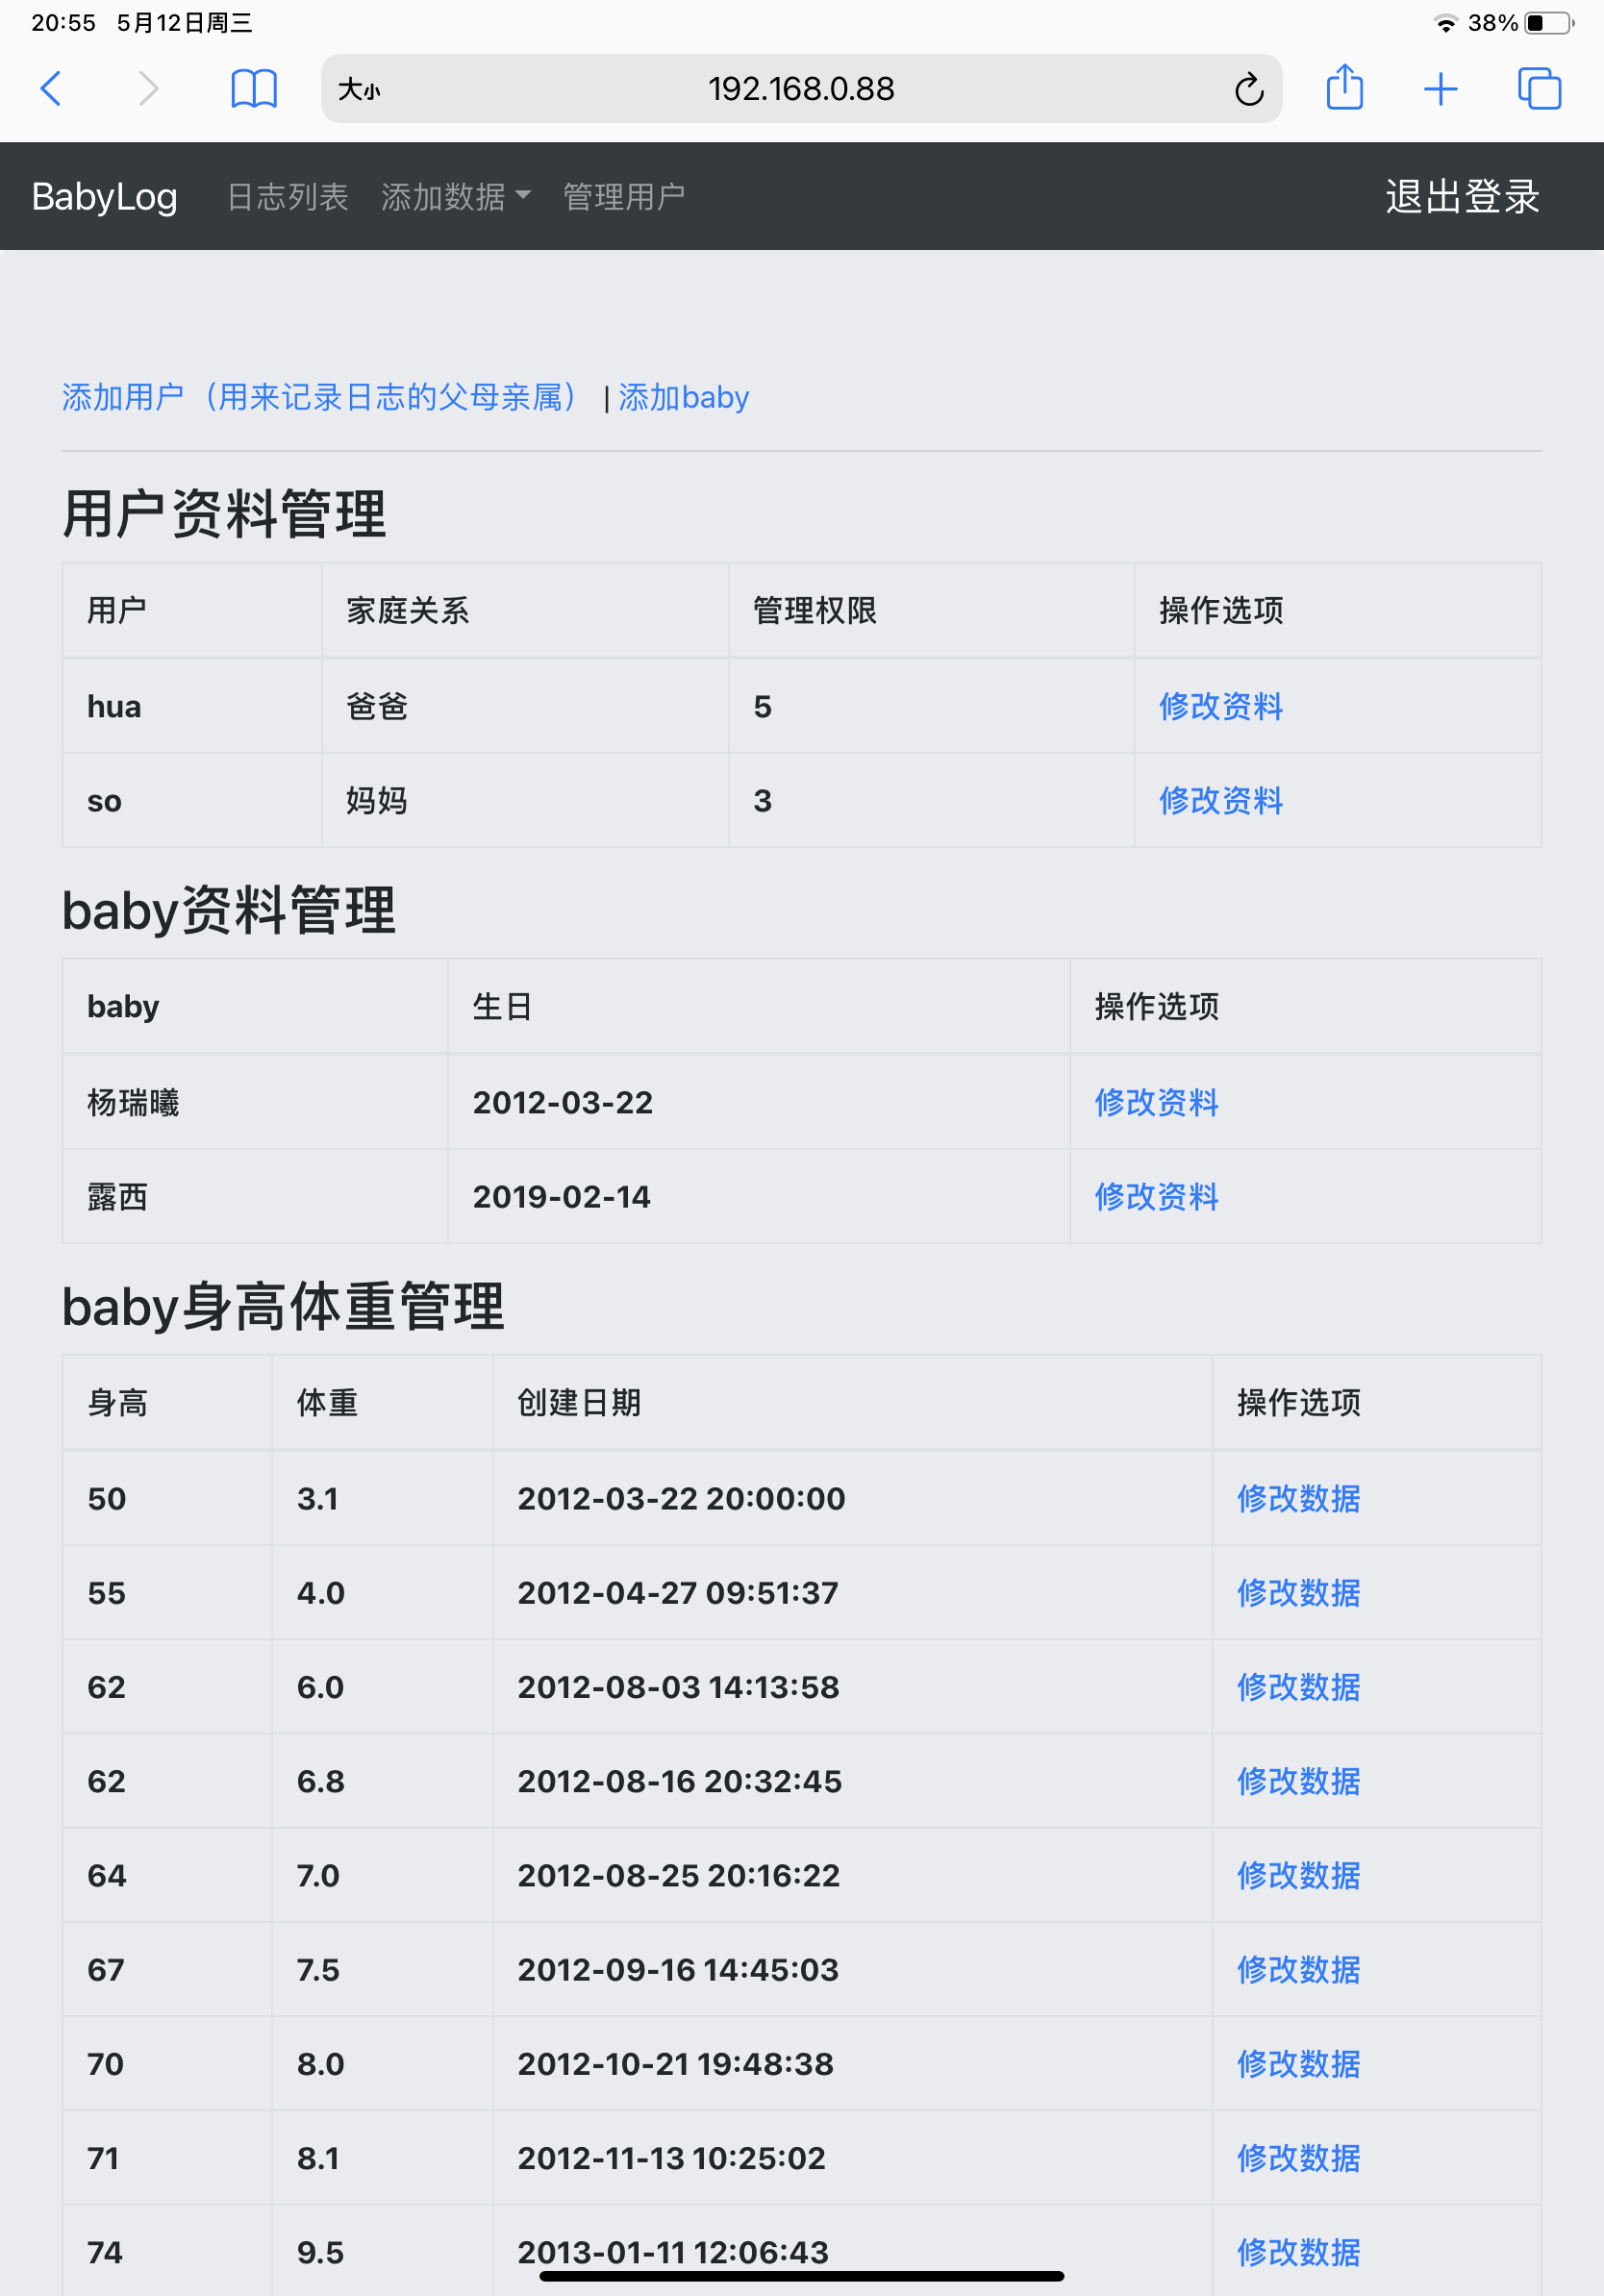 20:55 5月12日周三 38%
大小 192.168.0.88
BabyLog 日志列表 添加数据 管理用户 退出登录
添加用户（用来记录日志的父母亲属） | 添加baby
用户资料管理
用户 家庭关系 管理权限 操作选项
hua 爸爸 5 修改资料
so 妈妈 3 修改资料
baby资料管理
baby 生日 操作选项
杨瑞曦 2012-03-22 修改资料
露西 2019-02-14 修改资料
baby身高体重管理
身高 体重 创建日期 操作选项
50 3.1 2012-03-22 20:00:00 修改数据
55 4.0 2012-04-27 09:51:37 修改数据
62 6.0 2012-08-03 14:13:58 修改数据
62 6.8 2012-08-16 20:32:45 修改数据
64 7.0 2012-08-25 20:16:22 修改数据
67 7.5 2012-09-16 14:45:03 修改数据
70 8.0 2012-10-21 19:48:38 修改数据
71 8.1 2012-11-13 10:25:02 修改数据
74 9.5 2013-01-11 12:06:43 修改数据